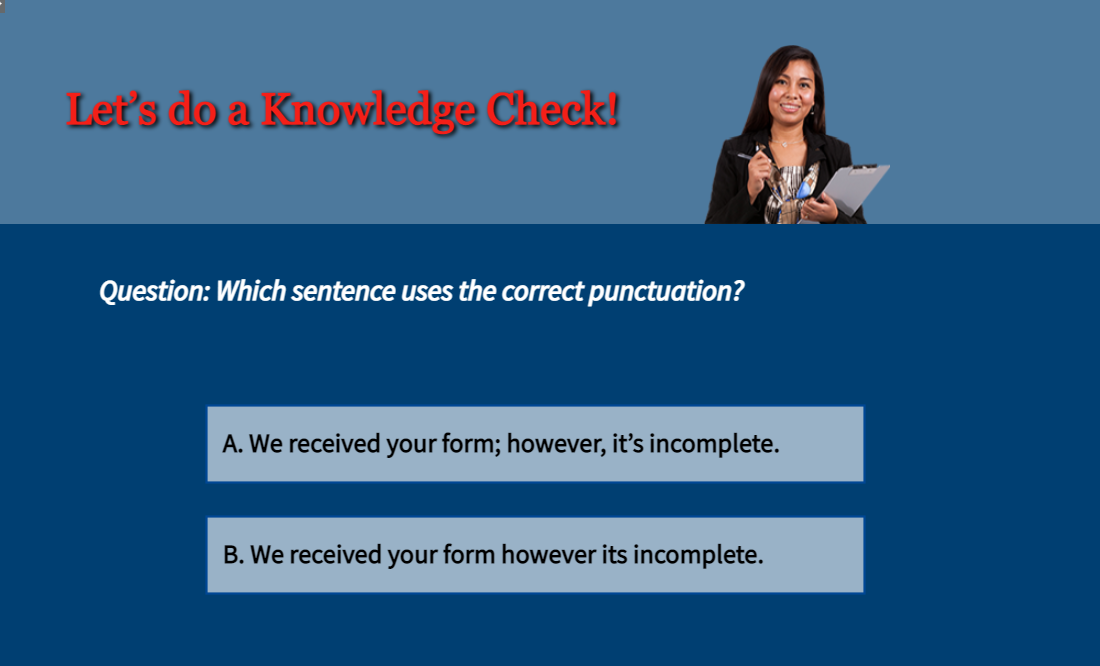 Let’s do a Knowledge Check!
Question: Which sentence uses the correct punctuation?
A. We received your form; however, it’s incomplete.
B. We received your form however its incomplete.